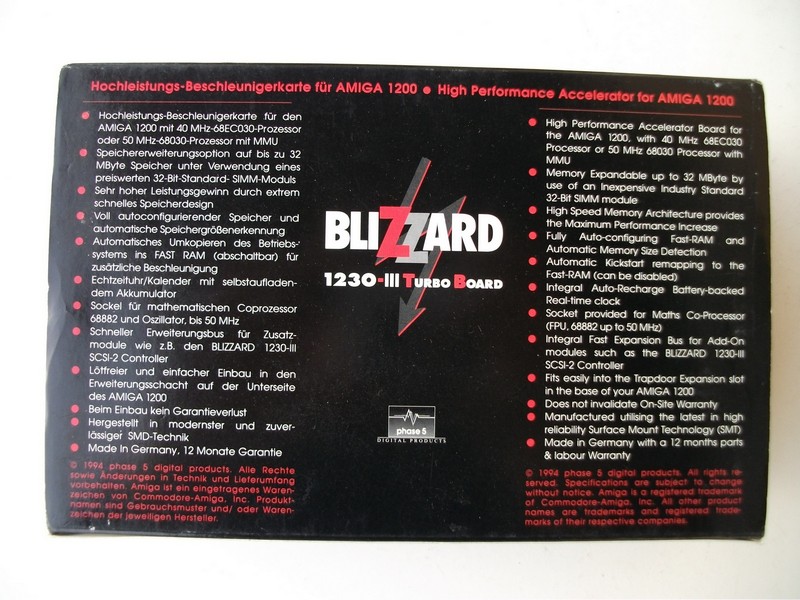 Hochleistungs-Beschleunigerkarte für AMIGA 1200 ● High Performance Accelerator for AMIGA 1200
● Hochleistungs-Beschleunigerkarte für den
AMIGA 1200 mit 40 MHz-68EC030-Prozessor
oder 50 MHz-68030-Prozessor mit MMU
● Speichererweiterungsoption auf bis zu 32
MByte Speicher unter Verwendung eines
preiswerten 32-Bit-Standard- SIMM-Moduls
● Sehr hoher Leistungsgewinn durch extrem
schnelles Speicherdesign
● Voll autoconfigurierender Speicher und
automatische Speichergrößenerkennung
● Automatisches Umkopieren des Betriebs-
systems ins FAST RAM (abschaltbar) für
zusätzliche Beschleunigung
● Echtzeituhr/Kalender mit selbstaufladen-
dem Akkumulator
● Sockel für mathematischen Coprozessor
68882 und Oszillator, bis 50 MHz
● Schneller Erweiterungsbus für Zusatz-
module wie z.B. den BLIZZARD 1230-III
SCSI-2 Controller
● Lötfreier und einfacher Einbau in den
Erweiterungsschacht auf der Unterseite
des AMIGA 1200
● Beim Einbau kein Garantieverlust
● Hergestellt in modernster und zuver-
lässiger SMD-Technik
● Made In Germany, 12 Monate Garantie
© 1994 phase 5 digital products. Alle Rechte
sowie Änderungen in Technik und Lieferumfang
vorbehalten. Amiga ist ein eingetragenes Waren-
zeichen von Commodore-Amiga, Inc. Produkt-
namen sind Gebrauchsmuster und/ oder Waren-
zeichen der jeweiligen Hersteller.
BLIZZARD
1230-III TURBO BOARD
phase 5
DIGITAL PRODUCTS
● High Performance Accelerator Board for
the AMIGA 1200, with 40 MHz 68EC030
Processor or 50 MHz 68030 Processor with
MMU
● Memory Expandable up to 32 MByte by
use of an Inexpensive Industry Standard
32-Bit SIMM module
● High Speed Memory Architecture provides
the Maximum Performance Increase
● Fully Auto-configuring Fast-RAM and
Automatic Memory Size Detection
● Automatic Kickstart remapping to the
Fast-RAM (can be disabled)
● Integral Auto-Recharge Battery-backed
Real-time clock
● Socket provided for Maths Co-Processor
(FPU, 68882 up to 50 MHz)
● Integral Fast Expansion Bus for Add-On
modules such as the BLIZZARD 1230-III
SCSI-2 Controller
● Fits easily into the Trapdoor Expansion slot
in the base of your AMIGA 1200
● Does not invalidate On-Site Warranty
● Manufactured utilising the latest in high
reliability Surface Mount Technology (SMT)
● Made in Germany with a 12 months parts
& labour Warranty
© 1994 phase 5 digital products. All rights re-
served. Specifications are subject to change
without notice. Amiga is a registered trademark
of Commodore-Amiga, Inc. All other product
names are trademarks and registered trade-
marks of their respective companies.